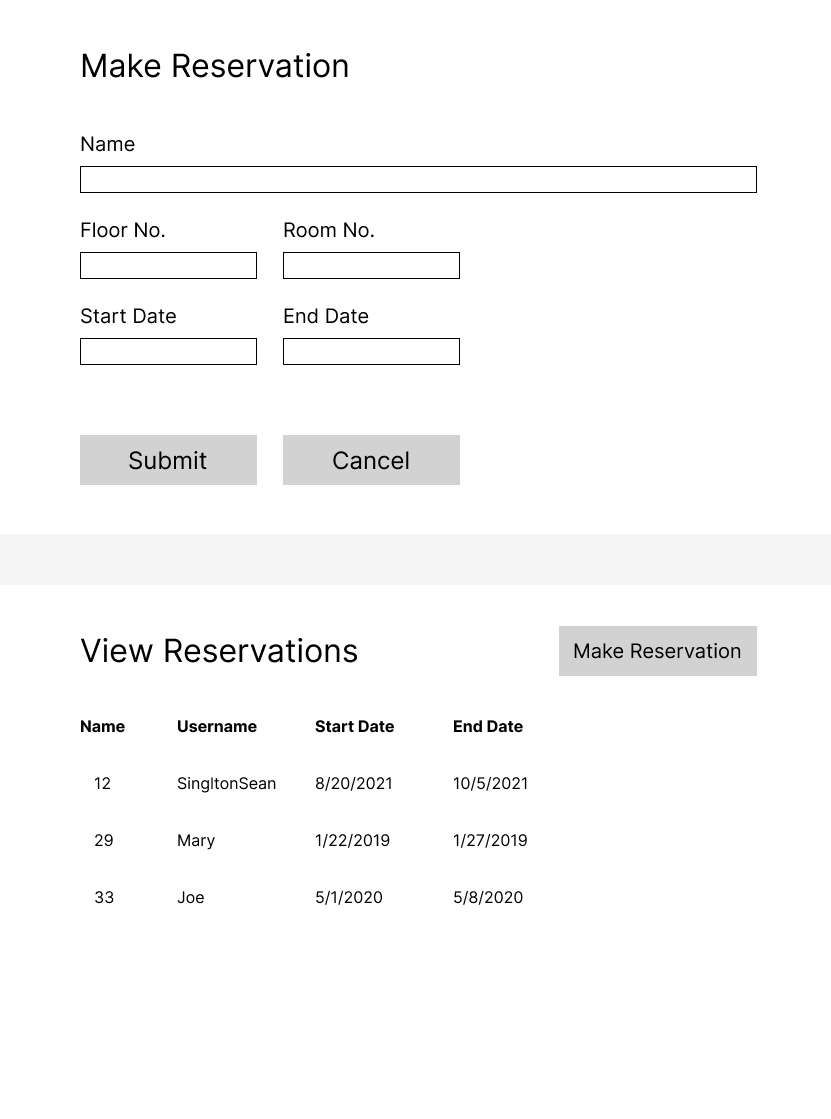 Make Reservation
Name
Floor No. Room No.
Start Date End Date
Submit Cancel
View Reservations Make Reservation
Name Username Start Date End Date
12 SingltonSean 8/20/2021 10/5/2021
29 Mary 1/22/2019 1/27/2019
33 Joe 5/1/2020 5/8/2020